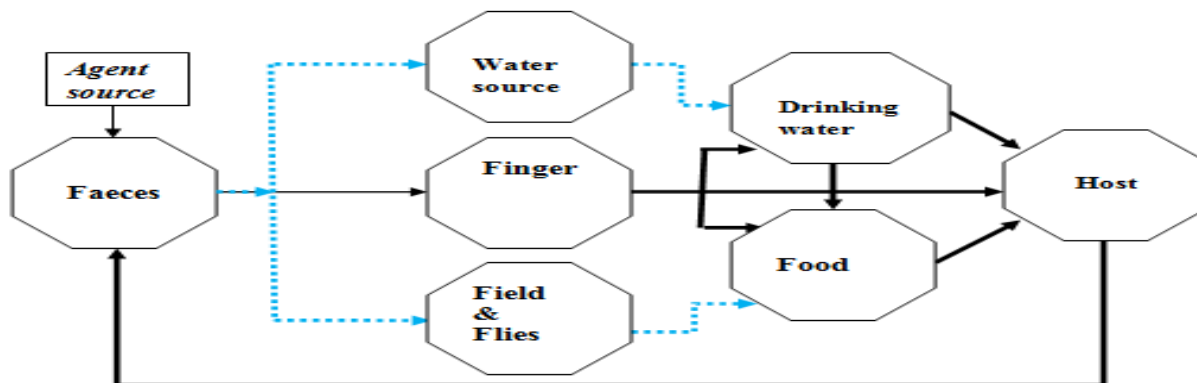 Agent
source
Faeces
Water
source
Finger
Field
&
Flies
Drinking
water
Food
Host